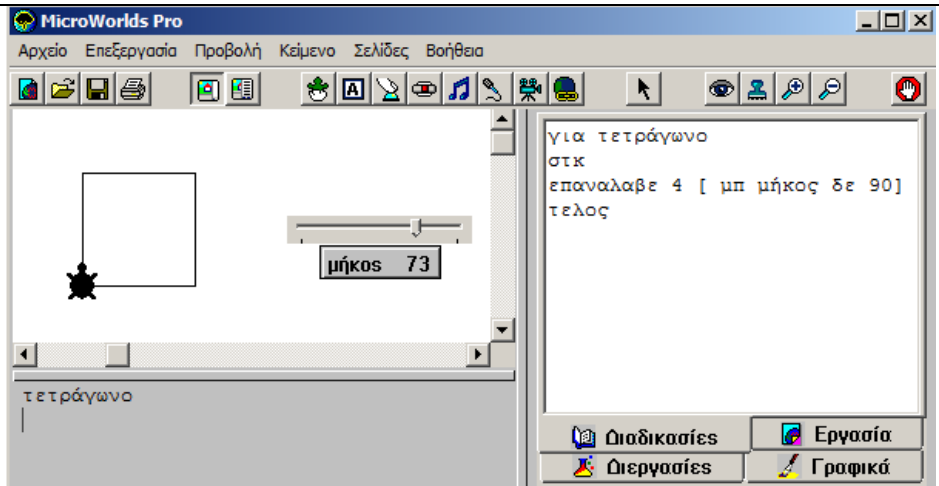 MicroWorlds Pro
Αρχείο Επεξεργασία Προβολή Κείμενο Σελίδες Βοήθεια
για τετράγωνο
στκ
επαναλαβε 4 [ μπ μήκος δε 90]
τελος
μήκος 73
τετράγωνο
Διαδικασίες Εργασία
Διεργασίες Γραφικά